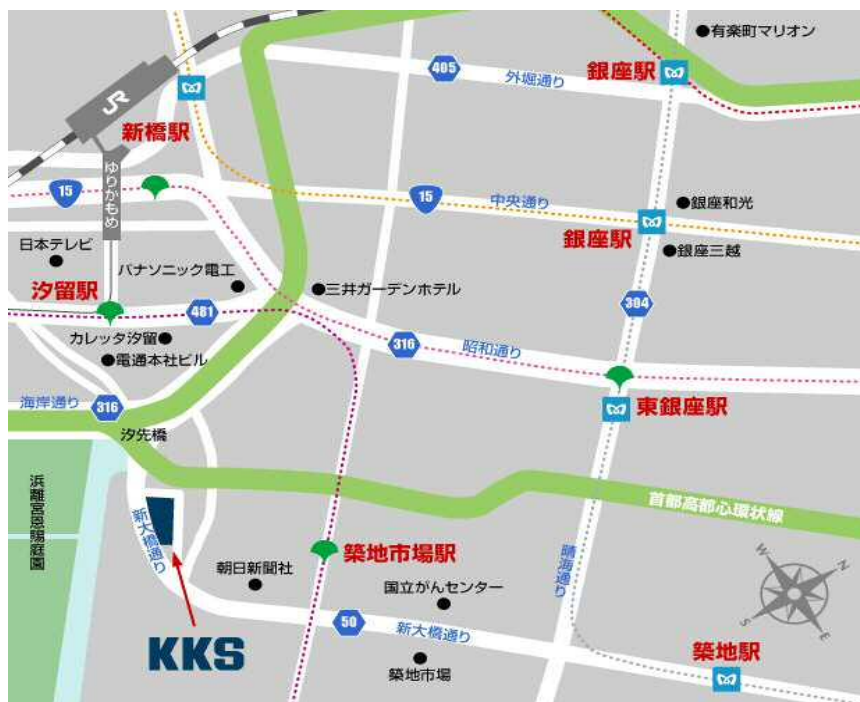 有楽町マリオン
405
外堀通り
銀座駅
JR
新橋駅
15
ゆりかもめ
15
中央通り
銀座和光
銀座駅
銀座三越
日本テレビ
パナソニック電工
汐留駅
三井ガーデンホテル
481
304
カレッタ汐留
電通本社ビル
316
昭和通り
海岸通り
316
東銀座駅
汐先橋
浜離宮恩賜庭園
首都高都心環状線
新大橋通り
築地市場駅
晴海通り
朝日新聞社
国立がんセンター
W
N
S
E
50
新大橋通り
KKS
築地市場
築地駅